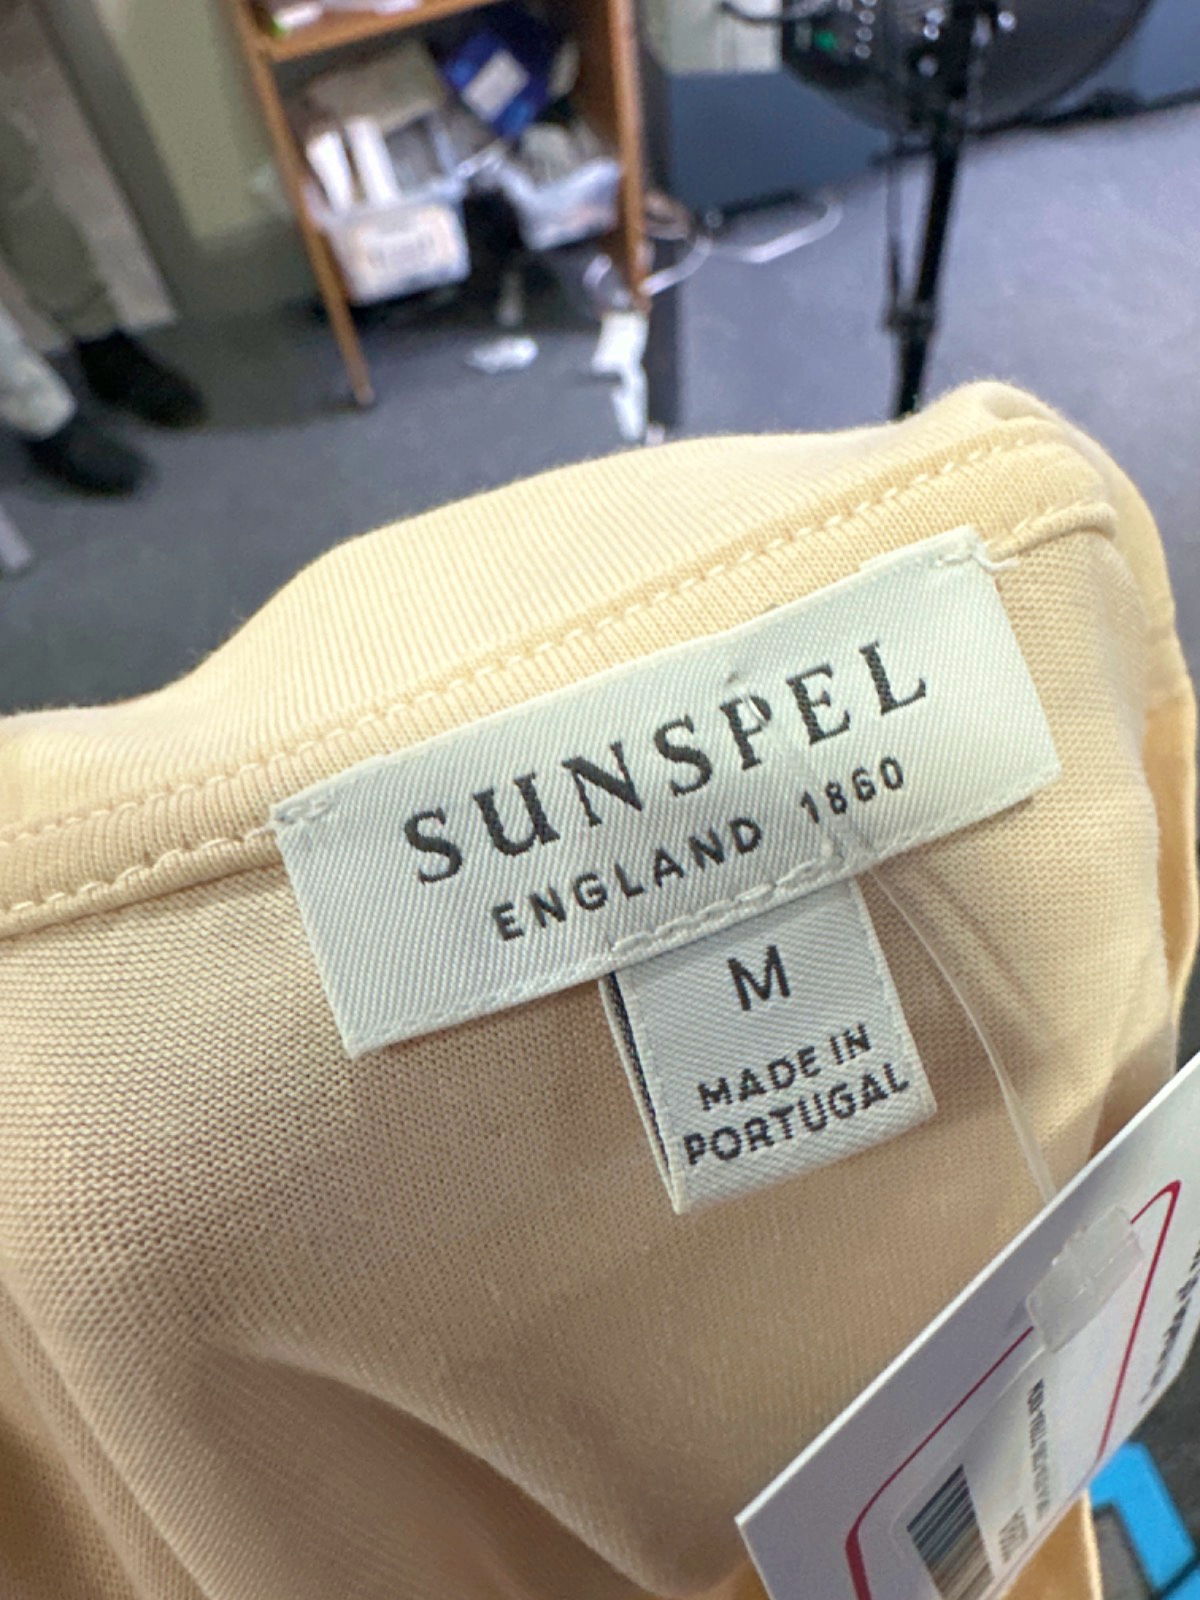 SUNSPEL
ENGLAND 1860
M
MADE IN
PORTUGAL